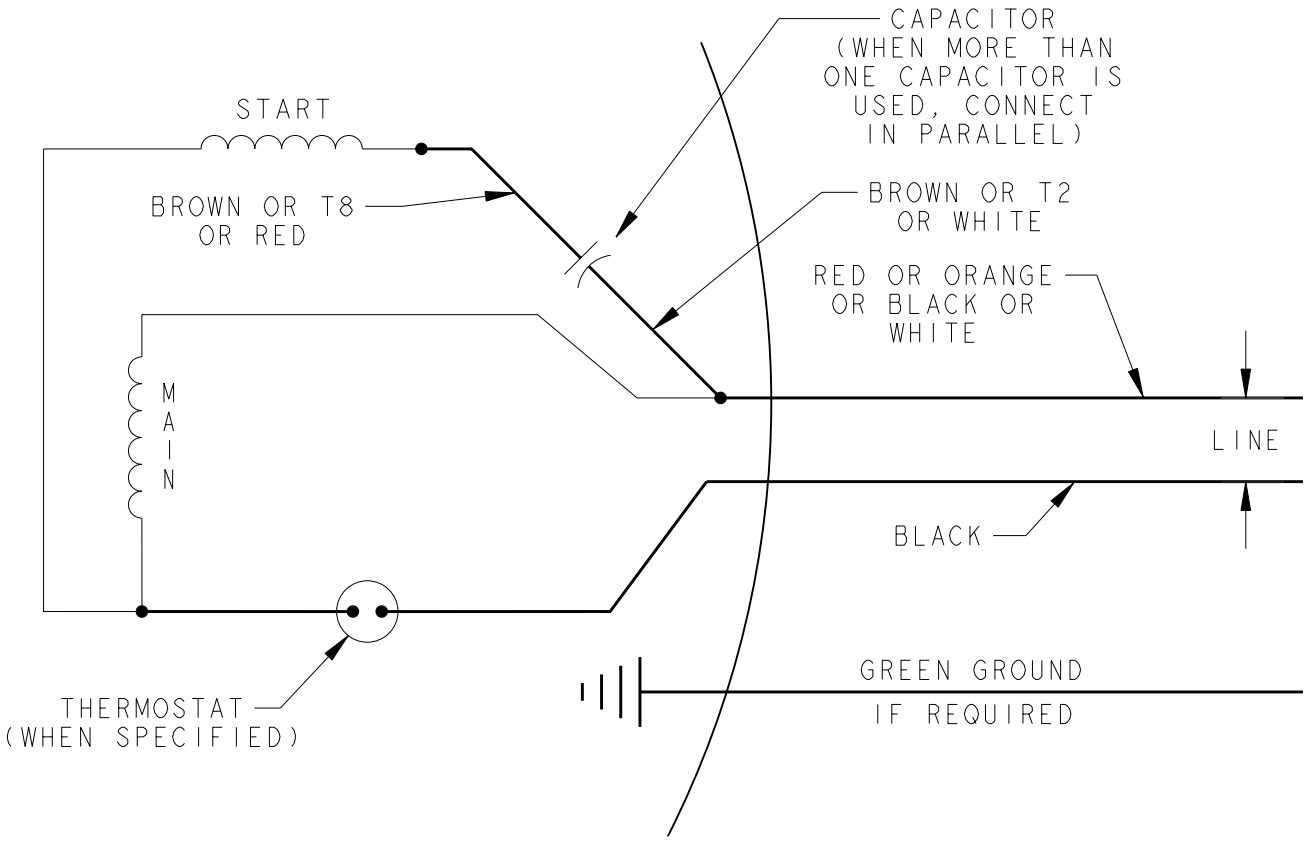 CAPACITOR
(WHEN MORE THAN
ONE CAPACITOR IS
USED, CONNECT
IN PARALLEL)
START
BROWN OR T8
OR RED
BROWN OR T2
OR WHITE
RED OR ORANGE
OR BLACK OR
WHITE
MAIN
LINE
BLACK
GREEN GROUND
IF REQUIRED
THERMOSTAT
(WHEN SPECIFIED)